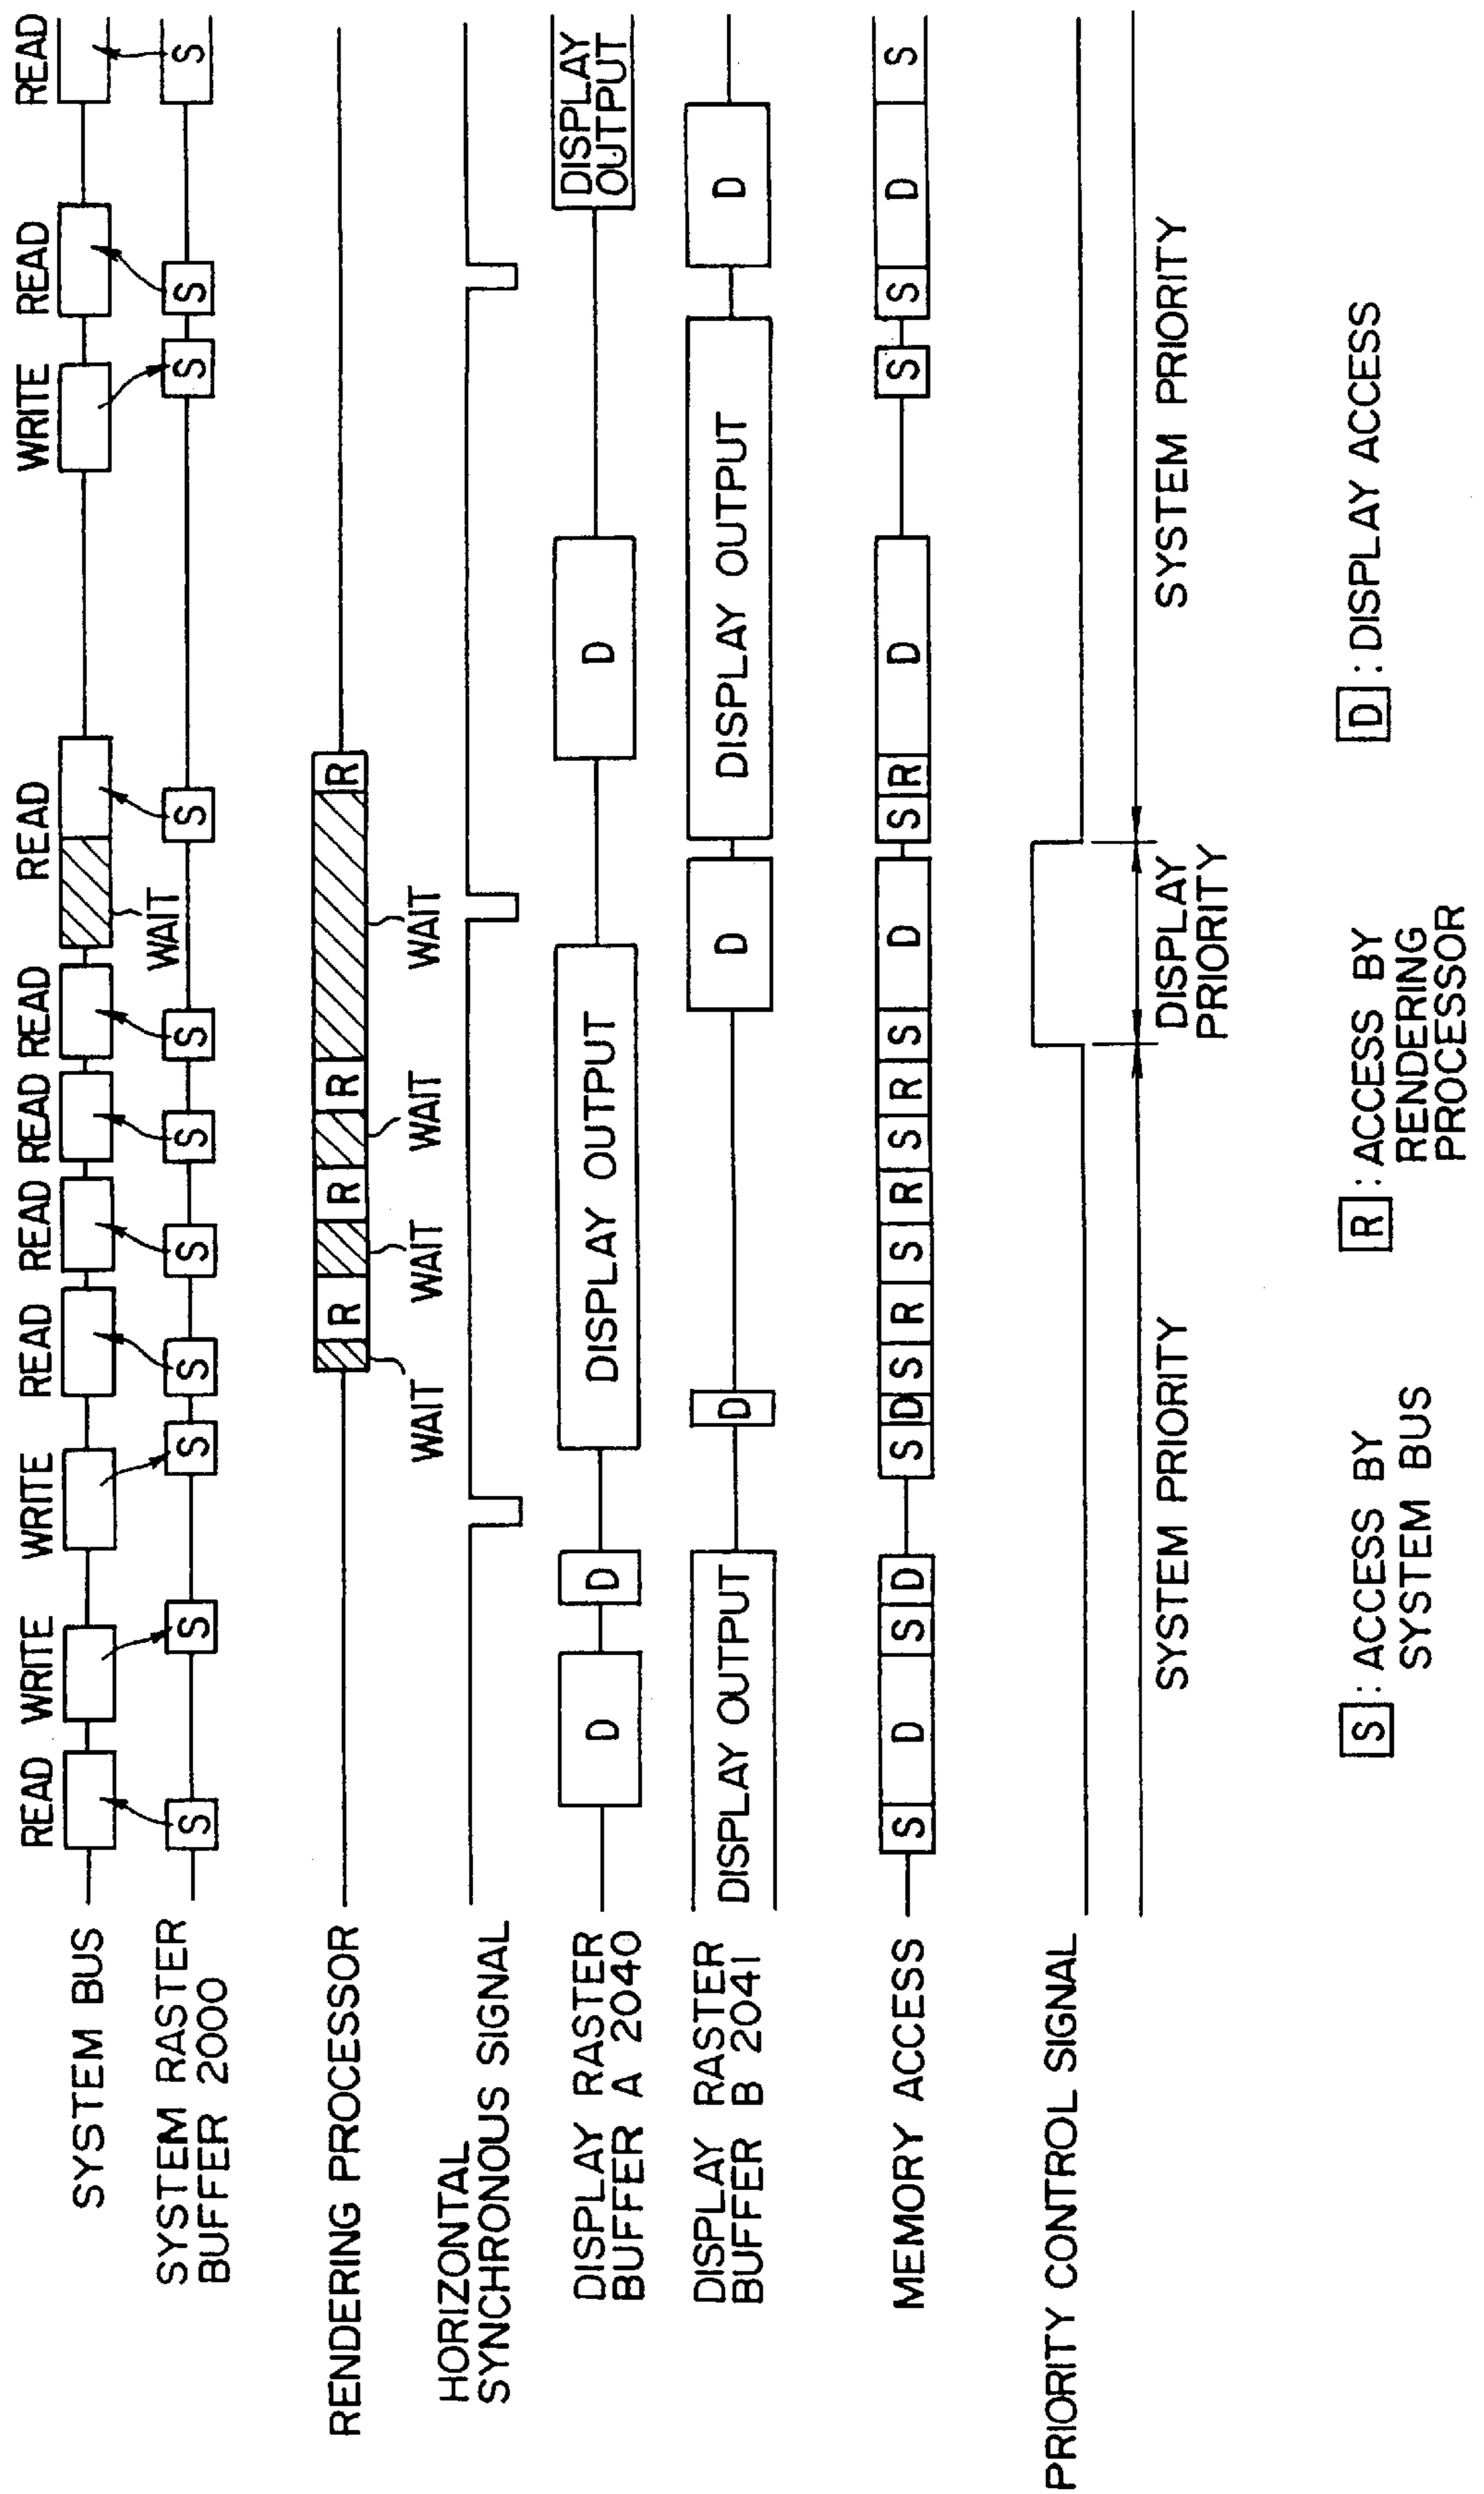 READ WRITE WRITE READ READ READ READ READ WRITE READ READ
SYSTEM BUS
WAIT
SYSTEM RASTER
BUFFER 2000
S S S S S S S S S S S
RENDERING PROCESSOR
R R R R
WAIT WAIT WAIT WAIT
HORIZONTAL
SYNCHRONOUS SIGNAL
DISPLAY RASTER
BUFFER A 2040
D D DISPLAY OUTPUT D DISPLAY
OUTPUT
DISPLAY RASTER
BUFFER B 2041
DISPLAY OUTPUT D D DISPLAY OUTPUT D
MEMORY ACCESS
S D S D S D S R S R S R S D S R D S S D S
PRIORITY CONTROL SIGNAL
SYSTEM PRIORITY
DISPLAY
PRIORITY
SYSTEM PRIORITY
S : ACCESS BY
SYSTEM BUS
R : ACCESS BY
RENDERING
PROCESSOR
D : DISPLAY ACCESS